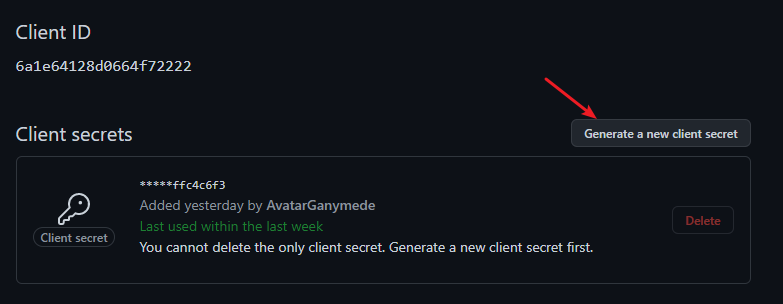 Client ID
6a1e64128d0664f72222
Client secrets
Generate a new client secret
*****ffc4c6f3
Added yesterday by AvatarGanymede
Last used within the last week
Client secret
You cannot delete the only client secret. Generate a new client secret first.
Delete